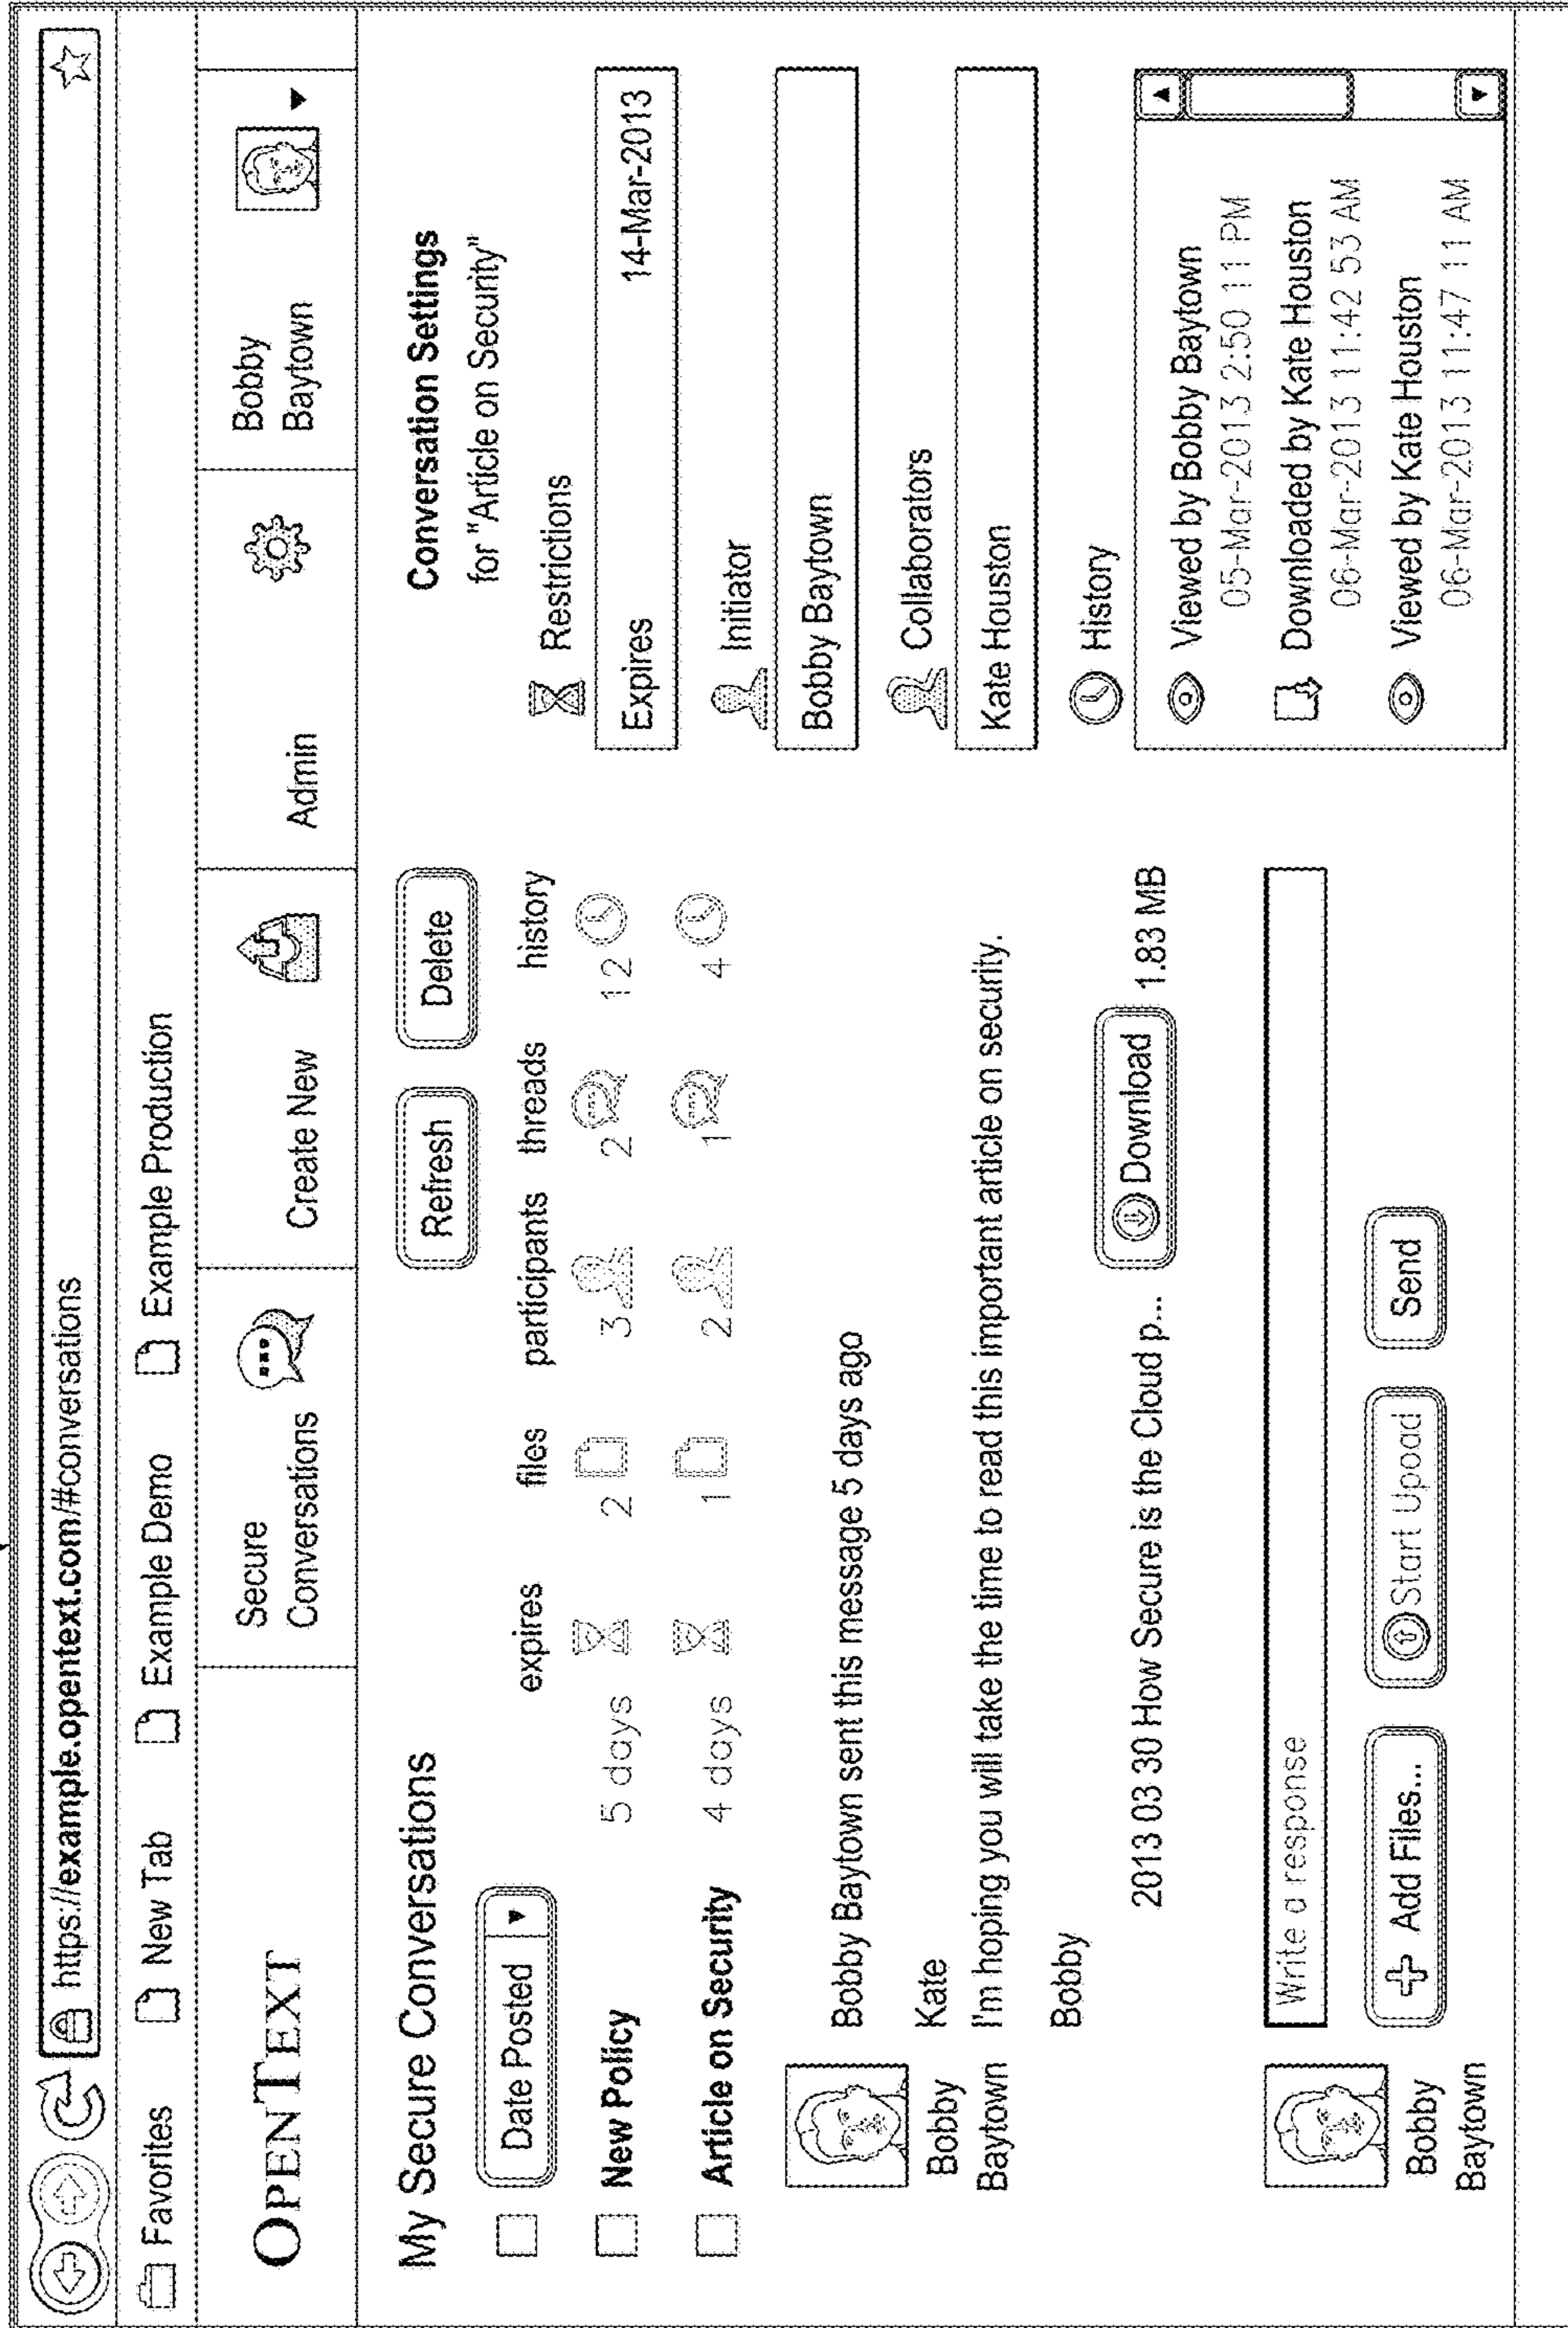 https://example.opentext.com/#conversations
Favorites New Tab Example Demo Example Production
OPENTEXT
Secure
Conversations
Create New
Admin
Bobby
Baytown
My Secure Conversations
Refresh Delete
Date Posted
expires files participants threads history
New Policy 5 days 2 3 2 12
Article on Security 4 days 1 2 1 4
Bobby
Baytown
Bobby Baytown sent this message 5 days ago
Kate
I'm hoping you will take the time to read this important article on security.
Bobby
2013 03 30 How Secure is the Cloud p... Download 1.83 MB
Bobby
Baytown
Write a response
Add Files... Start Upoad Send
Conversation Settings
for "Article on Security"
Restrictions
Expires 14-Mar-2013
Initiator
Bobby Baytown
Collaborators
Kate Houston
History
Viewed by Bobby Baytown
05-Mar-2013 2:50 11 PM
Downloaded by Kate Houston
06-Mar-2013 11:42 53 AM
Viewed by Kate Houston
06-Mar-2013 11:47 11 AM